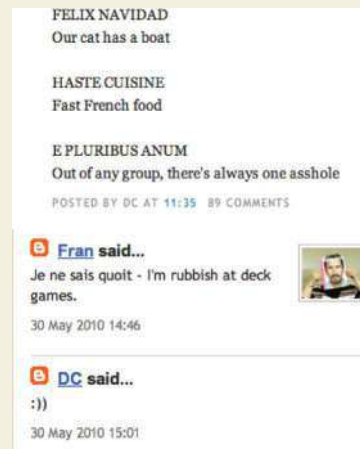 FELIX NAVIDAD
Our cat has a boat
HASTE CUISINE
Fast French food
E PLURIBUS ANUM
Out of any group, there's always one asshole
POSTED BY DC AT 11:35 89 COMMENTS
Fran said...
Je ne sais quoit - I'm rubbish at deck
games.
30 May 2010 14:46
DC said...
:))
30 May 2010 15:01